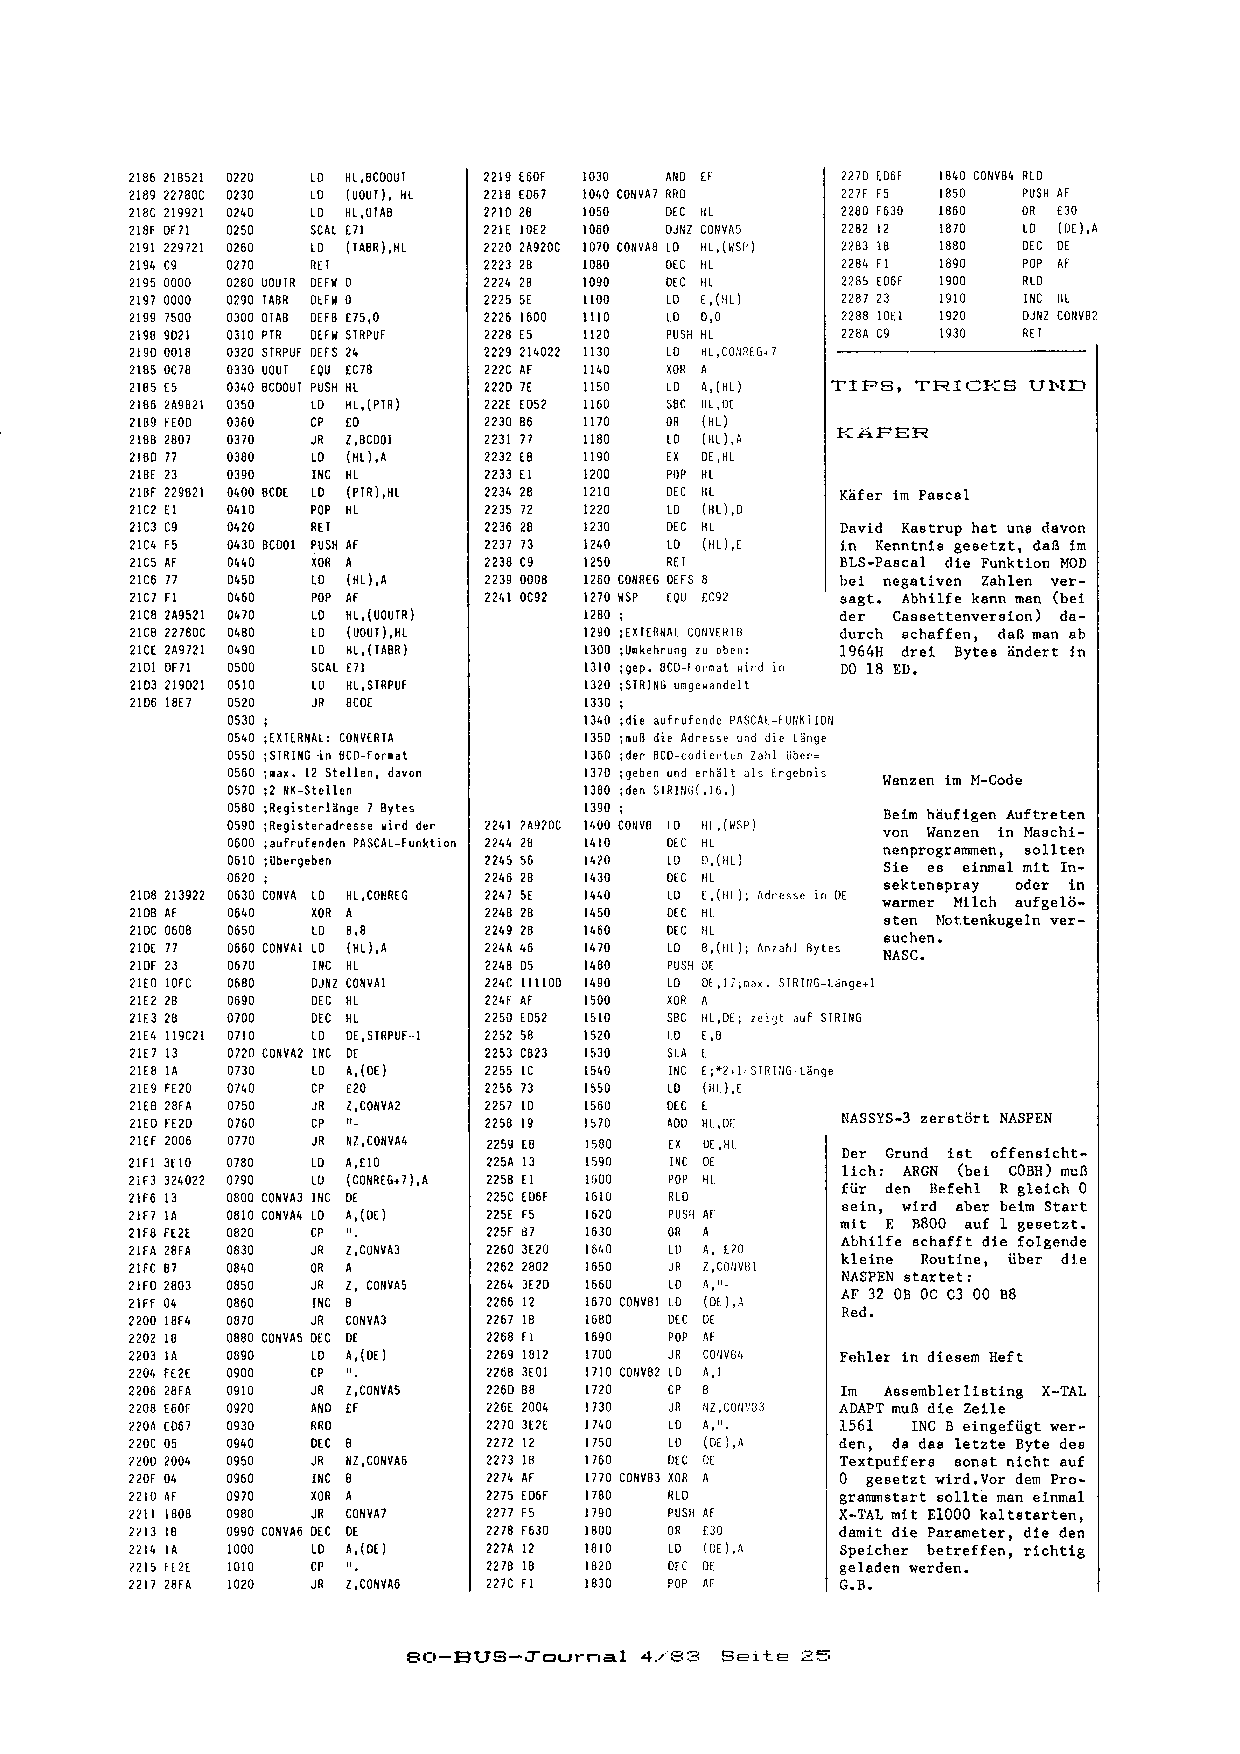 2186 21B521 0220 LD HL,BCDOUT
2189 22780C 0230 LD (UOUT), HL
218C 219921 0240 LD HL,OTAB
218F DF71 0250 SCAL £71
2191 229721 0260 LD (TABR),HL
2194 C9 0270 RET
2195 0000 0280 UOUTR DEFW 0
2197 0000 0290 TABR DEFW 0
2199 7500 0300 OTAB DEFB £75,0
219B 9D21 0310 PTR DEFW STRPUF
219D 0018 0320 STRPUF DEFS 24
21B5 0C78 0330 UOUT EQU £C78
21B5 E5 0340 BCDOUT PUSH HL
21B6 2A9B21 0350 LD HL,(PTR)
21B9 FE0D 0360 CP £D
21BB 2807 0370 JR Z,BCDO1
21BD 77 0380 LD (HL),A
21BE 23 0390 INC HL
21BF 229B21 0400 BCDE LD (PTR),HL
21C2 E1 0410 POP HL
21C3 C9 0420 RET
21C4 F5 0430 BCDO1 PUSH AF
21C5 AF 0440 XOR A
21C6 77 0450 LD (HL),A
21C7 F1 0460 POP AF
21C8 2A9521 0470 LD HL,(UOUTR)
21CB 22780C 0480 LD (UOUT),HL
21CE 2A9721 0490 LD HL,(TABR)
21D1 DF71 0500 SCAL £71
21D3 219D21 0510 LD HL,STRPUF
21D6 18E7 0520 JR BCDE
0530 ;
0540 ;EXTERNAL: CONVERTA
0550 ;STRING in BCD-Format
0560 ;max. 12 Stellen, davon
0570 ;2 NK-Stellen
0580 ;Registerlänge 7 Bytes
0590 ;Registeradresse wird der
0600 ;aufrufenden PASCAL-Funktion
0610 ;übergeben
0620 ;
21D8 213922 0630 CONVA LD HL,CONREG
21DB AF 0640 XOR A
21DC 0608 0650 LD B,8
21DE 77 0660 CONVA1 LD (HL),A
21DF 23 0670 INC HL
21E0 10FC 0680 DJNZ CONVA1
21E2 2B 0690 DEC HL
21E3 2B 0700 DEC HL
21E4 119C21 0710 LD DE,STRPUF-1
21E7 13 0720 CONVA2 INC DE
21E8 1A 0730 LD A,(DE)
21E9 FE20 0740 CP £20
21EB 28FA 0750 JR Z,CONVA2
21ED FE2D 0760 CP "-
21EF 2006 0770 JR NZ,CONVA4
21F1 3E10 0780 LD A,£10
21F3 324022 0790 LD (CONREG+7),A
21F6 13 0800 CONVA3 INC DE
21F7 1A 0810 CONVA4 LD A,(DE)
21F8 FE2E 0820 CP ".
21FA 28FA 0830 JR Z,CONVA3
21FC B7 0840 OR A
21FD 2803 0850 JR Z, CONVA5
21FF 04 0860 INC B
2200 18F4 0870 JR CONVA3
2202 1B 0880 CONVA5 DEC DE
2203 1A 0890 LD A,(DE)
2204 FE2E 0900 CP ".
2206 28FA 0910 JR Z,CONVA5
2208 E60F 0920 AND £F
220A ED67 0930 RRD
220C 05 0940 DEC B
220D 2004 0950 JR NZ,CONVA6
220F 04 0960 INC B
2210 AF 0970 XOR A
2211 1808 0980 JR CONVA7
2213 1B 0990 CONVA6 DEC DE
2214 1A 1000 LD A,(DE)
2215 FE2E 1010 CP ".
2217 28FA 1020 JR Z,CONVA6
2219 E60F 1030 AND £F
221B ED67 1040 CONVA7 RRD
221D 2B 1050 DEC HL
221E 10E2 1060 DJNZ CONVA5
2220 2A920C 1070 CONVA8 LD HL,(WSP)
2223 2B 1080 DEC HL
2224 2B 1090 DEC HL
2225 5E 1100 LD E,(HL)
2226 1600 1110 LD D,0
2228 E5 1120 PUSH HL
2229 214022 1130 LD HL,CONREG+7
222C AF 1140 XOR A
222D 7E 1150 LD A,(HL)
222E ED52 1160 SBC HL,DE
2230 B6 1170 OR (HL)
2231 77 1180 LD (HL),A
2232 EB 1190 EX DE,HL
2233 E1 1200 POP HL
2234 2B 1210 DEC HL
2235 72 1220 LD (HL),D
2236 2B 1230 DEC HL
2237 73 1240 LD (HL),E
2238 C9 1250 RET
2239 0008 1260 CONREG DEFS 8
2241 0C92 1270 WSP EQU £C92
1280 ;
1290 ;EXTERNAL CONVERTB
1300 ;Umkehrung zu oben:
1310 ;gep. BCD-Format wird in
1320 ;STRING umgewandelt
1330 ;
1340 ;die aufrufende PASCAL-FUNKTION
1350 ;muß die Adresse und die Länge
1360 ;der BCD-codierten Zahl über=
1370 ;geben und erhält als Ergebnis
1380 ;den STRING(.16.)
1390 ;
2241 2A920C 1400 CONVB LD HL,(WSP)
2244 2B 1410 DEC HL
2245 56 1420 LD D,(HL)
2246 2B 1430 DEC HL
2247 5E 1440 LD E,(HL); Adresse in DE
2248 2B 1450 DEC HL
2249 2B 1460 DEC HL
224A 46 1470 LD B,(HL); Anzahl Bytes
224B D5 1480 PUSH DE
224C 111100 1490 LD DE,17;max. STRING-Länge+1
224F AF 1500 XOR A
2250 ED52 1510 SBC HL,DE; zeigt auf STRING
2252 58 1520 LD E,B
2253 CB23 1530 SLA E
2255 1C 1540 INC E;*2+1=STRING-Länge
2256 73 1550 LD (HL),E
2257 1D 1560 DEC E
2258 19 1570 ADD HL,DE
2259 EB 1580 EX DE,HL
225A 13 1590 INC DE
225B E1 1600 POP HL
225C ED6F 1610 RLD
225E F5 1620 PUSH AF
225F B7 1630 OR A
2260 3E20 1640 LD A, £20
2262 2802 1650 JR Z,CONVB1
2264 3E2D 1660 LD A,"-
2266 12 1670 CONVB1 LD (DE),A
2267 1B 1680 DEC DE
2268 F1 1690 POP AF
2269 1812 1700 JR CONVB4
226B 3E01 1710 CONVB2 LD A,1
226D B8 1720 CP B
226E 2004 1730 JR NZ,CONVB3
2270 3E2E 1740 LD A,".
2272 12 1750 LD (DE),A
2273 1B 1760 DEC DE
2274 AF 1770 CONVB3 XOR A
2275 ED6F 1780 RLD
2277 F5 1790 PUSH AF
2278 F630 1800 OR £30
227A 12 1810 LD (DE),A
227B 1B 1820 DEC DE
227C F1 1830 POP AF
227D ED6F 1840 CONVB4 RLD
227F F5 1850 PUSH AF
2280 F630 1860 OR £30
2282 12 1870 LD (DE),A
2283 1B 1880 DEC DE
2284 F1 1890 POP AF
2285 ED6F 1900 RLD
2287 23 1910 INC HL
2288 10E1 1920 DJNZ CONVB2
228A C9 1930 RET
TIPS, TRICKS UND
KÄFER
Käfer im Pascal
David Kastrup hat uns davon
in Kenntnis gesetzt, daß im
BLS-Pascal die Funktion MOD
bei negativen Zahlen ver-
sagt. Abhilfe kann man (bei
der Cassettenversion) da-
durch schaffen, daß man ab
1964H drei Bytes ändert in
D0 18 ED.
Wanzen im M-Code
Beim häufigen Auftreten
von Wanzen in Maschi-
nenprogrammen, sollten
Sie es einmal mit In-
sektenspray oder in
warmer Milch aufgelö-
sten Mottenkugeln ver-
suchen.
NASC.
NASSYS-3 zerstört NASPEN
Der Grund ist offensicht-
lich: ARGN (bei C0BH) muß
für den Befehl R gleich 0
sein, wird aber beim Start
mit E B800 auf 1 gesetzt.
Abhilfe schafft die folgende
kleine Routine, über die
NASPEN startet:
AF 32 0B 0C C3 00 B8
Red.
Fehler in diesem Heft
Im Assemblerlisting X-TAL
ADAPT muß die Zeile
1561 INC B eingefügt wer-
den, da das letzte Byte des
Textpuffers sonst nicht auf
0 gesetzt wird.Vor dem Pro-
grammstart sollte man einmal
X-TAL mit E1000 kaltstarten,
damit die Parameter, die den
Speicher betreffen, richtig
geladen werden.
G.B.
80-BUS-Journal 4/83 Seite 25